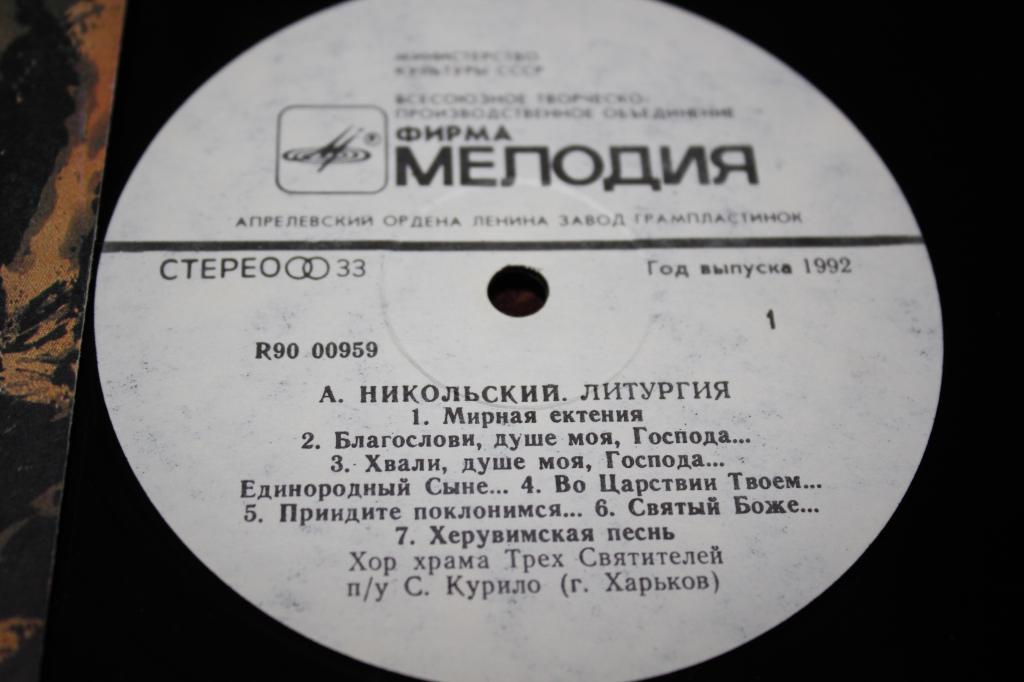 МИНИСТЕРСТВО
КУЛЬТУРЫ СССР
ВСЕСОЮЗНОЕ ТВОРЧЕСКО-
ПРОИЗВОДСТВЕННОЕ ОБЪЕДИНЕНИЕ
ФИРМА
МЕЛОДИЯ
АПРЕЛЕВСКИЙ ОРДЕНА ЛЕНИНА ЗАВОД ГРАМПЛАСТИНОК
СТЕРЕО 33
Год выпуска 1992
1
R90 00959
А. НИКОЛЬСКИЙ. ЛИТУРГИЯ
1. Мирная ектения
2. Благослови, душе моя, Господа...
3. Хвали, душе моя, Господа...
Единородный Сыне... 4. Во Царствии Твоем...
5. Приидите поклонимся... 6. Святый Боже...
7. Херувимская песнь
Хор храма Трех Святителей
п/у С. Курило (г. Харьков)